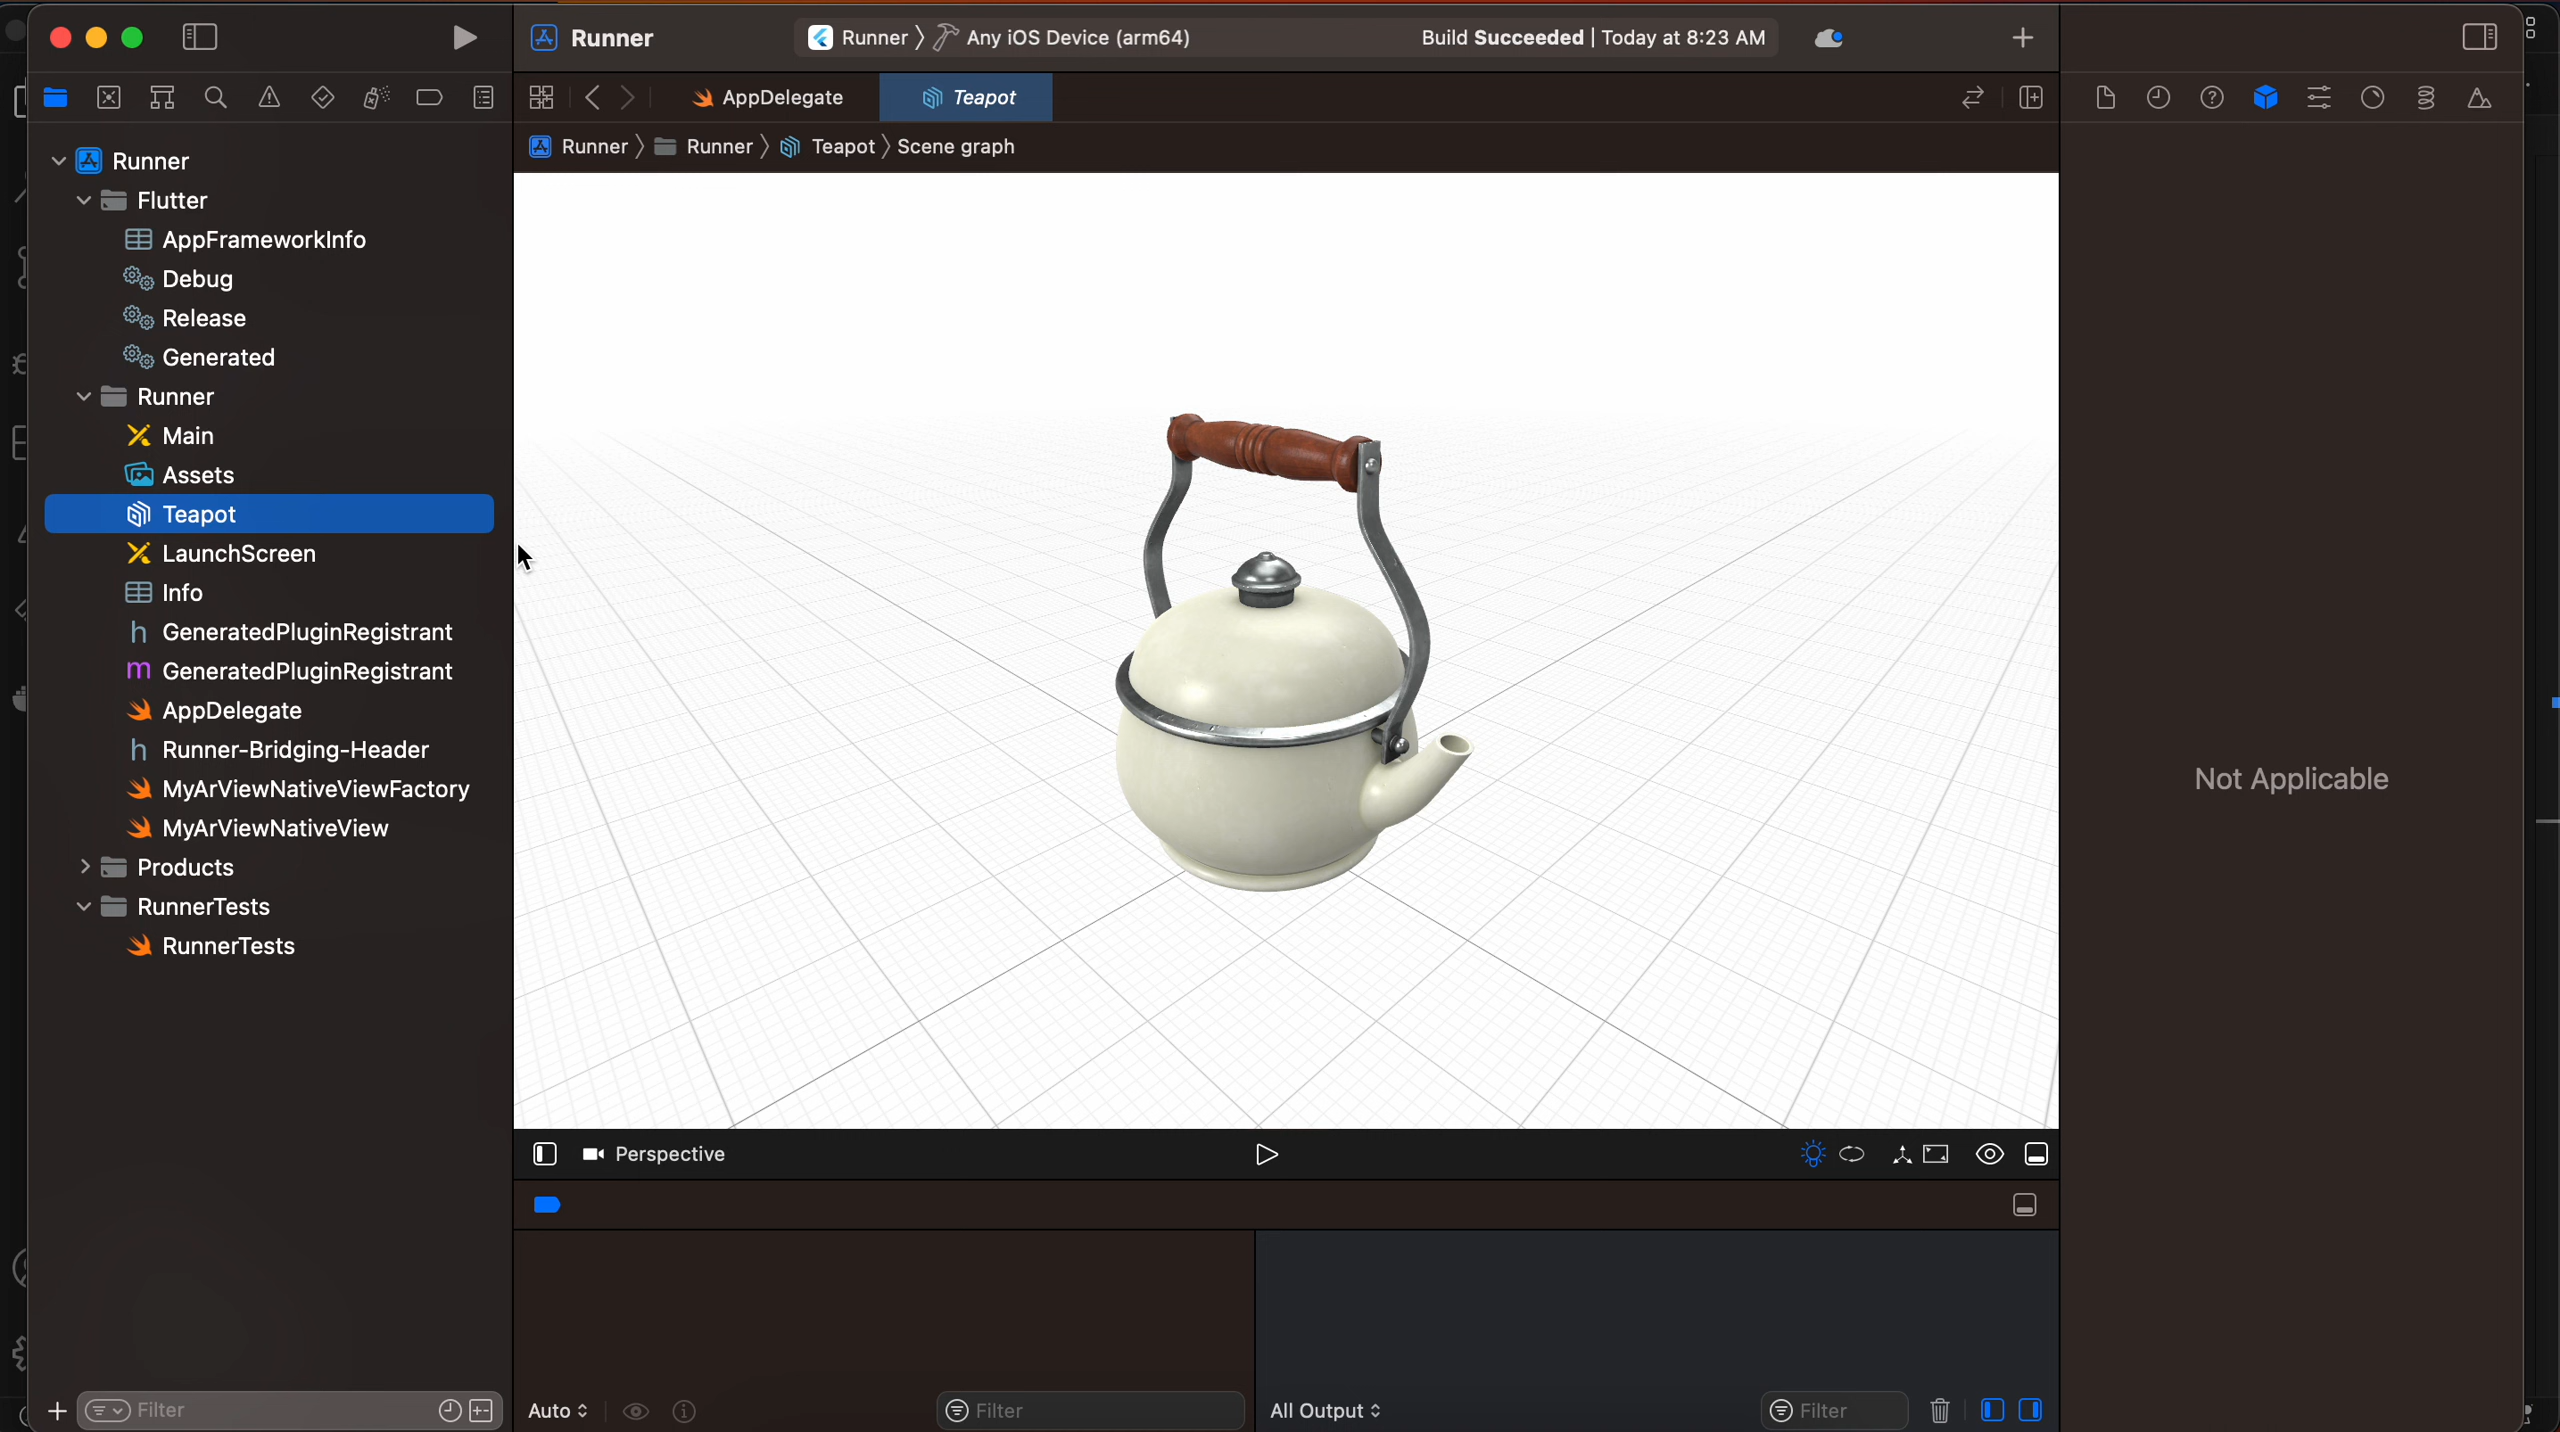 Runner
Runner
Any iOS Device (arm64)
Build Succeeded | Today at 8:23 AM
AppDelegate
Teapot
Runner
Runner
Teapot
Scene graph
Runner
Flutter
AppFrameworkInfo
Debug
Release
Generated
Runner
Main
Assets
Teapot
LaunchScreen
Info
h GeneratedPluginRegistrant
m GeneratedPluginRegistrant
AppDelegate
h Runner-Bridging-Header
MyArViewNativeViewFactory
MyArViewNativeView
Products
RunnerTests
RunnerTests
Not Applicable
Perspective
Filter
Auto
Filter
All Output
Filter